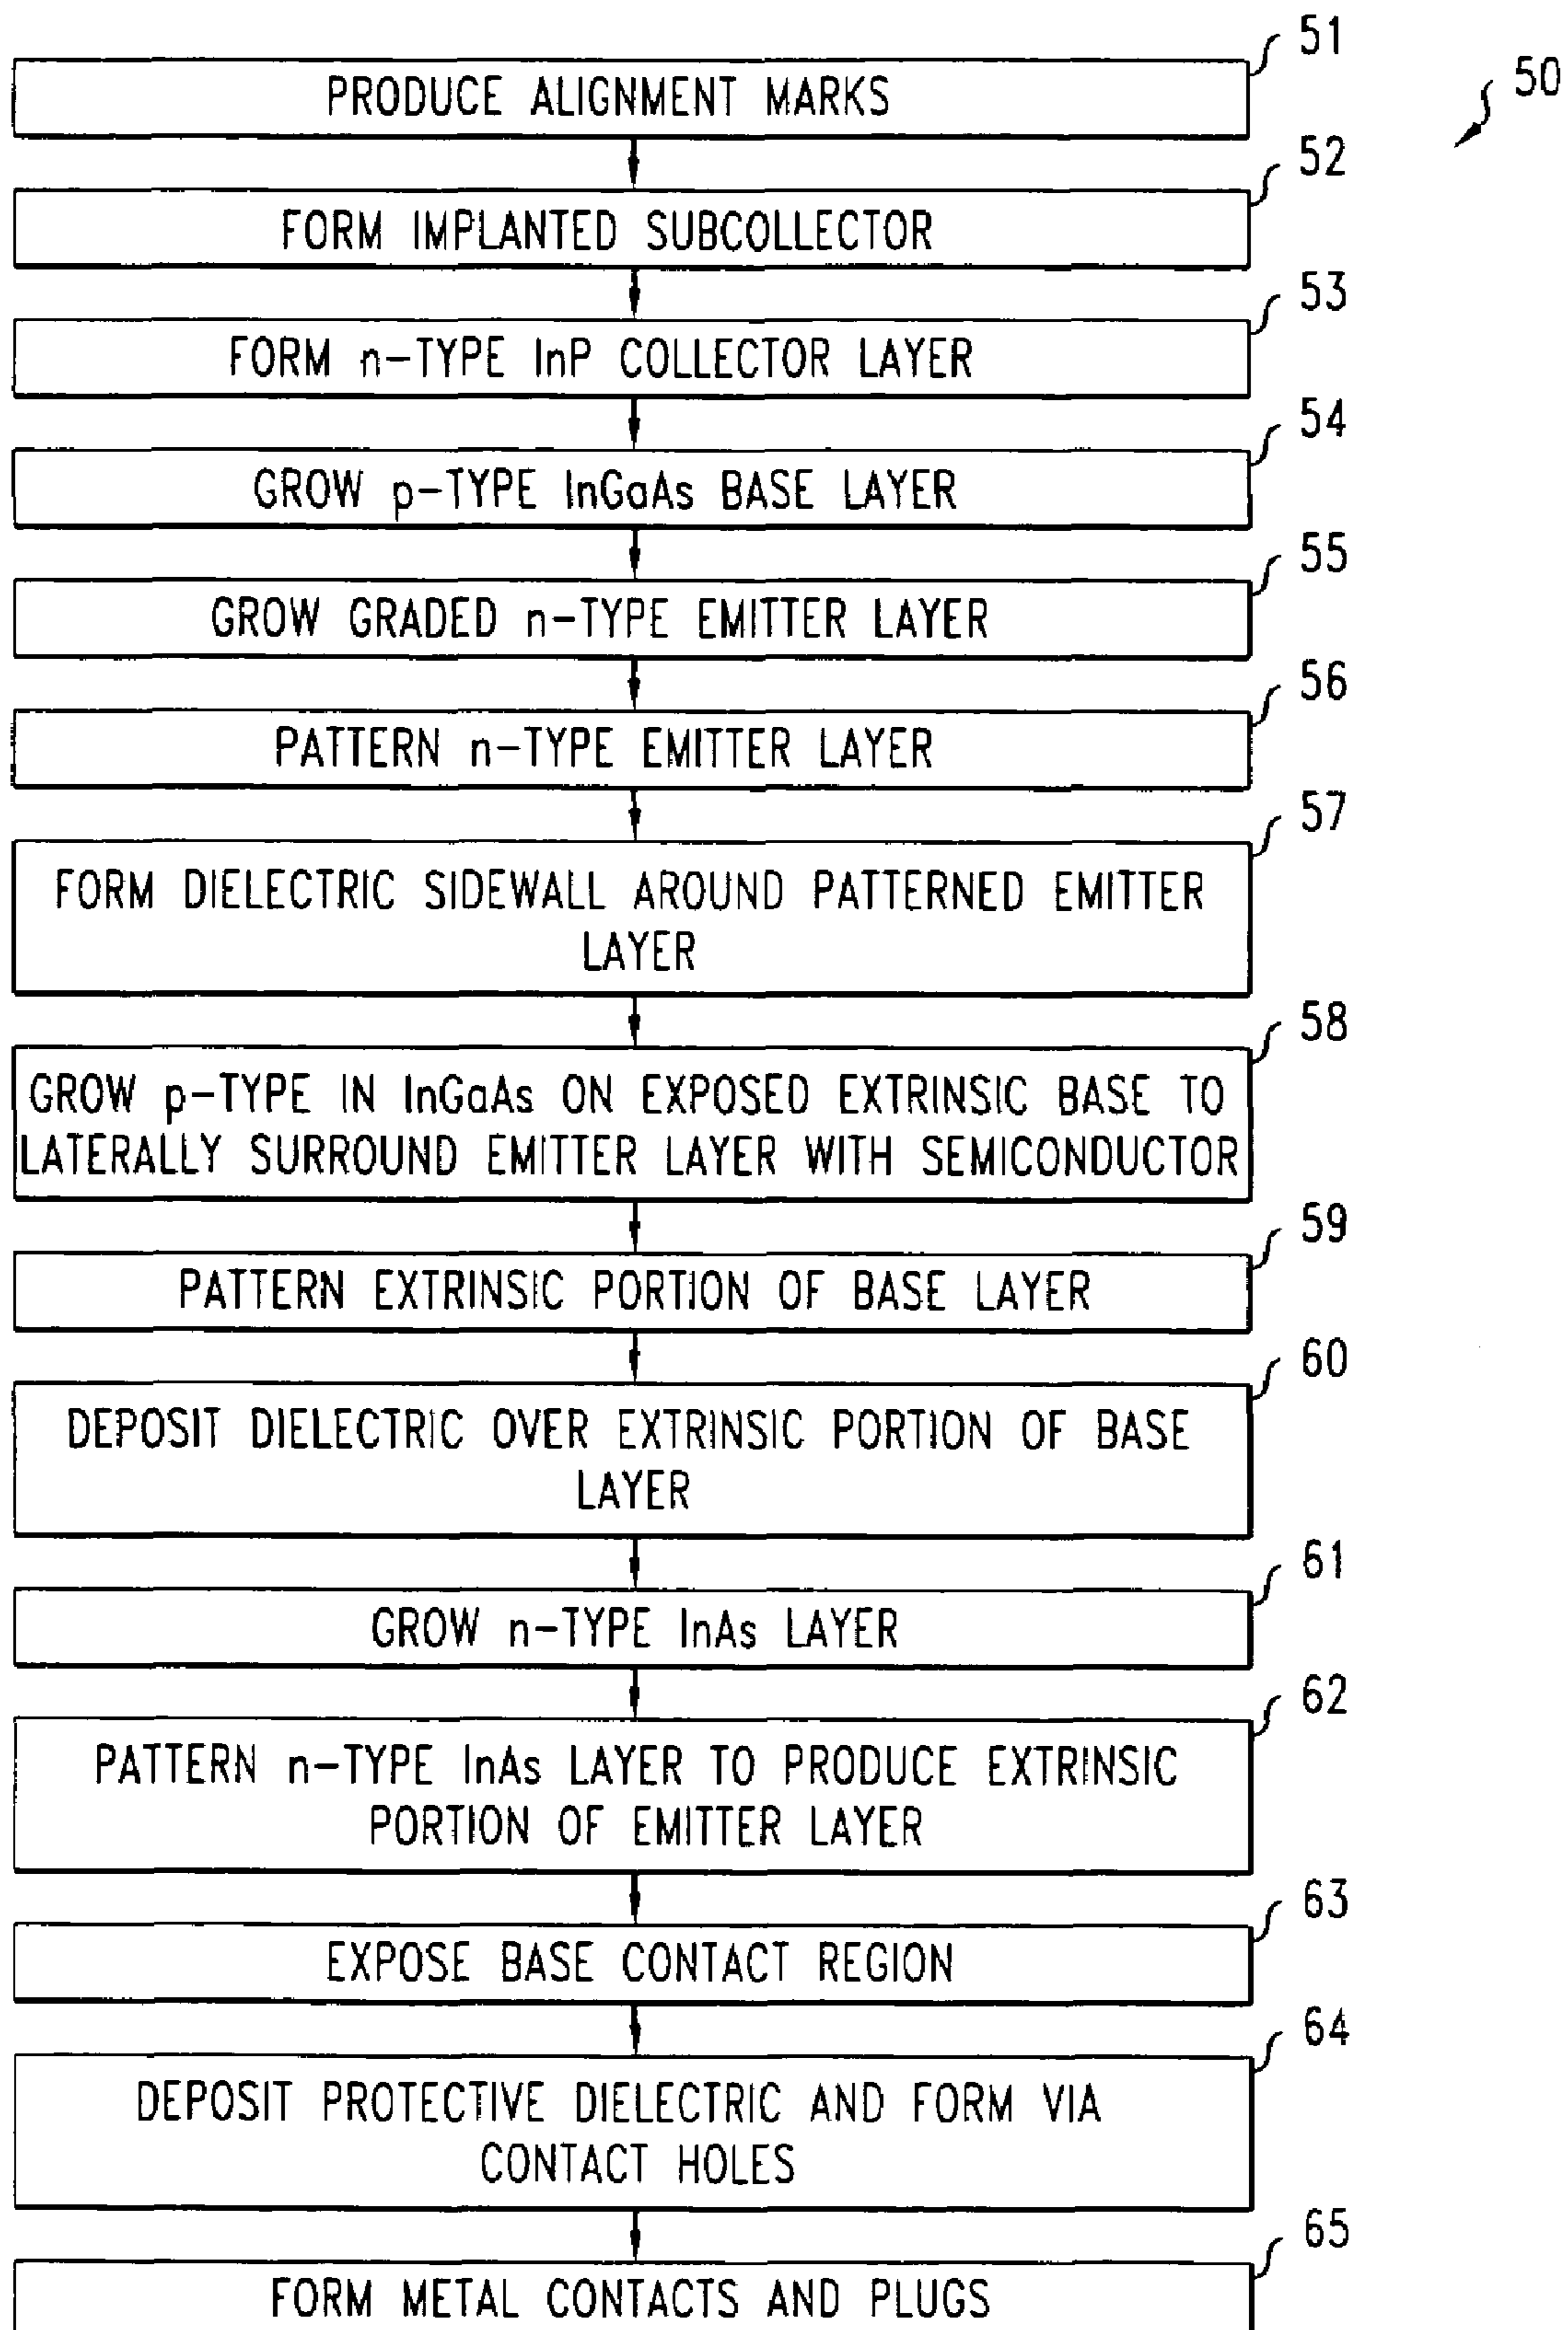 51
50
PRODUCE ALIGNMENT MARKS
52
FORM IMPLANTED SUBCOLLECTOR
53
FORM n-TYPE InP COLLECTOR LAYER
54
GROW p-TYPE InGaAs BASE LAYER
55
GROW GRADED n-TYPE EMITTER LAYER
56
PATTERN n-TYPE EMITTER LAYER
57
FORM DIELECTRIC SIDEWALL AROUND PATTERNED EMITTER
LAYER
58
GROW p-TYPE IN InGaAs ON EXPOSED EXTRINSIC BASE TO
LATERALLY SURROUND EMITTER LAYER WITH SEMICONDUCTOR
59
PATTERN EXTRINSIC PORTION OF BASE LAYER
60
DEPOSIT DIELECTRIC OVER EXTRINSIC PORTION OF BASE
LAYER
61
GROW n-TYPE InAs LAYER
62
PATTERN n-TYPE InAs LAYER TO PRODUCE EXTRINSIC
PORTION OF EMITTER LAYER
63
EXPOSE BASE CONTACT REGION
64
DEPOSIT PROTECTIVE DIELECTRIC AND FORM VIA
CONTACT HOLES
65
FORM METAL CONTACTS AND PLUGS